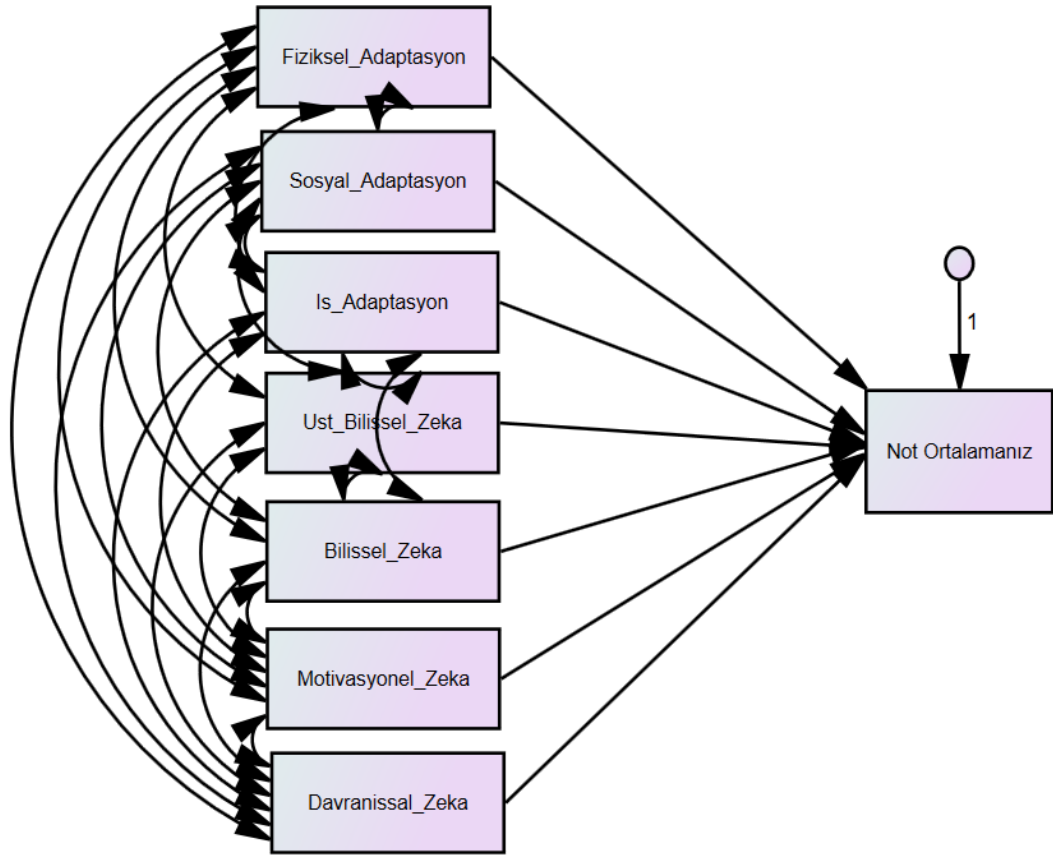 Fiziksel_Adaptasyon
Sosyal_Adaptasyon
Is_Adaptasyon
Ust_Bilissel_Zeka
Bilissel_Zeka
Motivasyonel_Zeka
Davranissal_Zeka
1
Not Ortalamanız